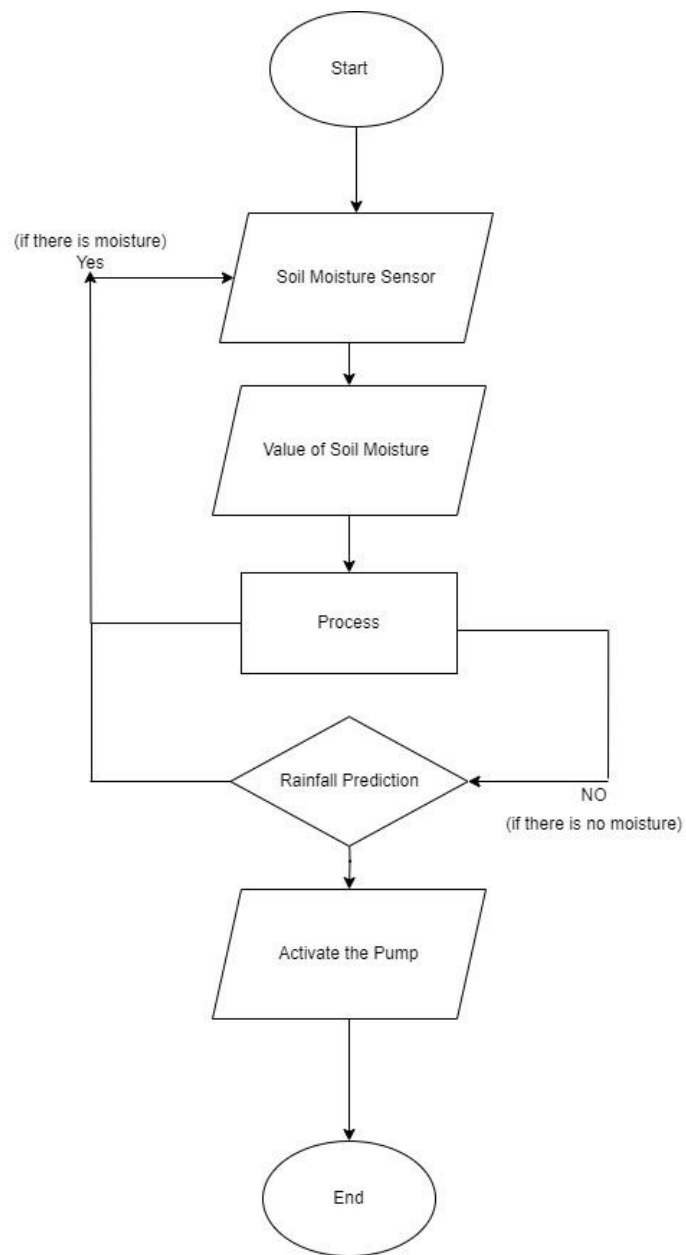 Start
(if there is moisture)
Yes
Soil Moisture Sensor
Value of Soil Moisture
Process
Rainfall Prediction
NO
(if there is no moisture)
Activate the Pump
End